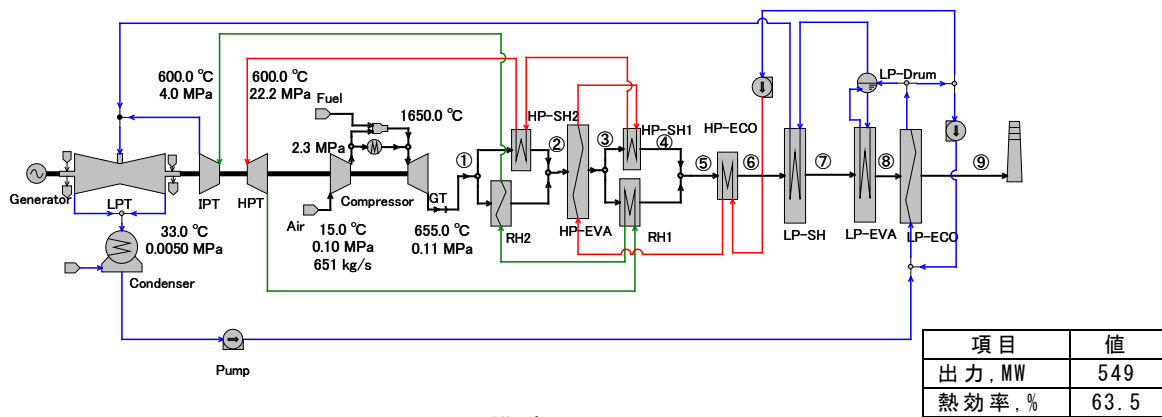 600.0 ℃
4.0 MPa
600.0 ℃
22.2 MPa
Fuel
1650.0 ℃
2.3 MPa
HP-SH2
HP-SH1
HP-ECO
LP-Drum
①
②
③
④
⑤
⑥
⑦
⑧
⑨
Generator
LPT
IPT
HPT
Compressor
GT
Air
15.0 ℃
0.10 MPa
651 kg/s
655.0 ℃
0.11 MPa
33.0 ℃
0.0050 MPa
RH2
HP-EVA
RH1
LP-SH
LP-EVA
LP-ECO
Condenser
Pump
項目 値
出力, MW 549
熱効率, % 63.5